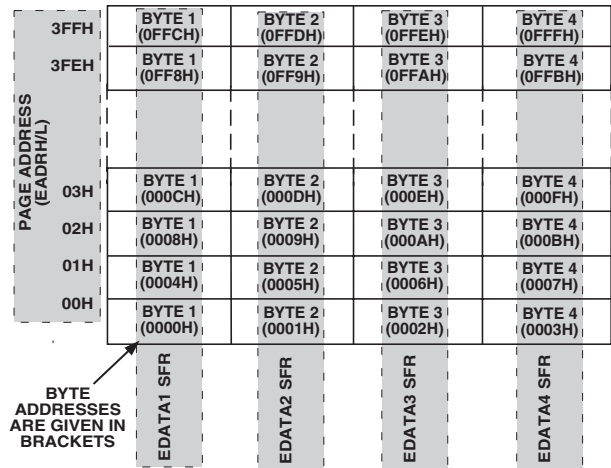 3FFH
BYTE 1 BYTE 2 BYTE 3 BYTE 4
(0FFCH) (0FFDH) (0FFEH) (0FFFH)
3FEH
BYTE 1 BYTE 2 BYTE 3 BYTE 4
(0FF8H) (0FF9H) (0FFAH) (0FFBH)
PAGE ADDRESS
(EADRH/L)
03H
BYTE 1 BYTE 2 BYTE 3 BYTE 4
(000CH) (000DH) (000EH) (000FH)
02H
BYTE 1 BYTE 2 BYTE 3 BYTE 4
(0008H) (0009H) (000AH) (000BH)
01H
BYTE 1 BYTE 2 BYTE 3 BYTE 4
(0004H) (0005H) (0006H) (0007H)
00H
BYTE 1 BYTE 2 BYTE 3 BYTE 4
(0000H) (0001H) (0002H) (0003H)
BYTE
ADDRESSES
ARE GIVEN IN
BRACKETS
EDATA1 SFR
EDATA2 SFR
EDATA3 SFR
EDATA4 SFR